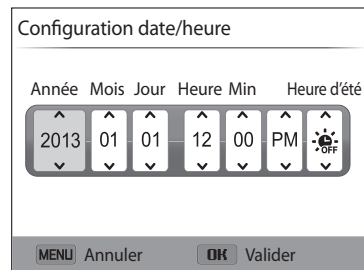 Configuration date/heure
Année Mois Jour Heure Min Heure d'été
2013 01 01 12 00 PM OFF
MENU Annuler OK Valider